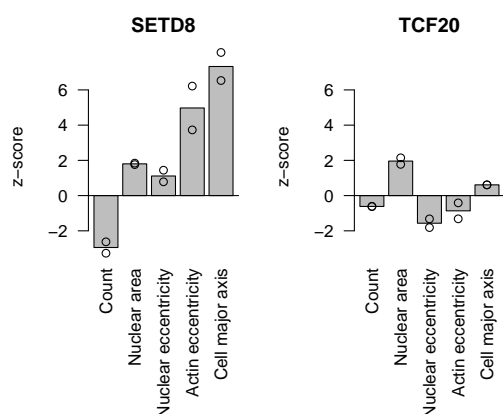 SETD8
z-score
6
4
2
0
−2
Count
Nuclear area
Nuclear eccentricity
Actin eccentricity
Cell major axis
TCF20
z-score
6
4
2
0
−2
Count
Nuclear area
Nuclear eccentricity
Actin eccentricity
Cell major axis